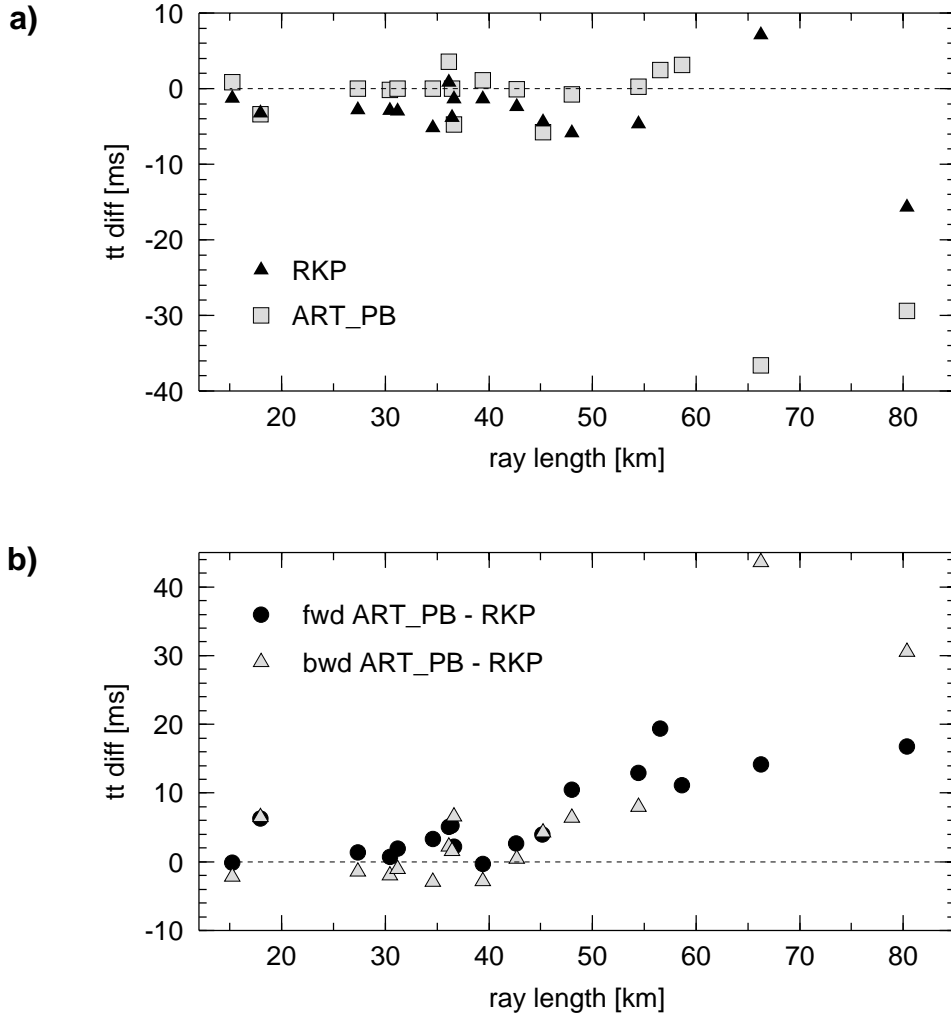 a)
10
0
-10
-20
-30
-40
tt diff [ms]
RKP
ART_PB
20 30 40 50 60 70 80
ray length [km]
b)
40
30
20
10
0
-10
tt diff [ms]
fwd ART_PB - RKP
bwd ART_PB - RKP
20 30 40 50 60 70 80
ray length [km]